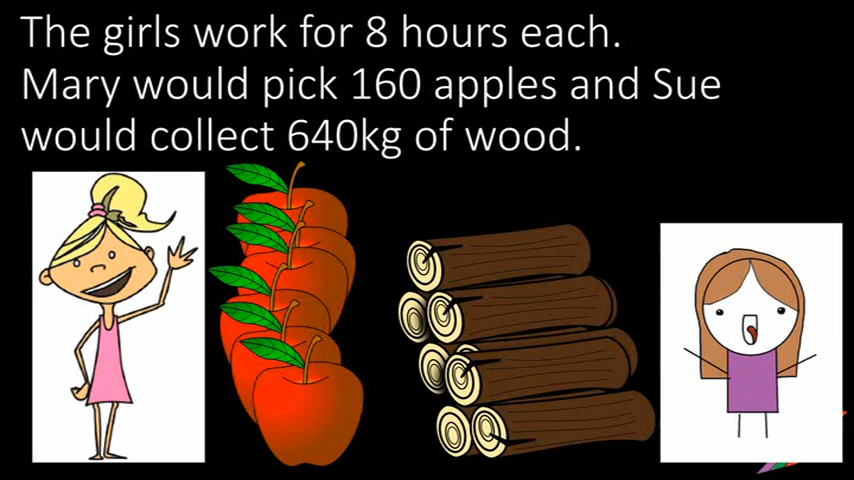 The girls work for 8 hours each.
Mary would pick 160 apples and Sue
would collect 640kg of wood.